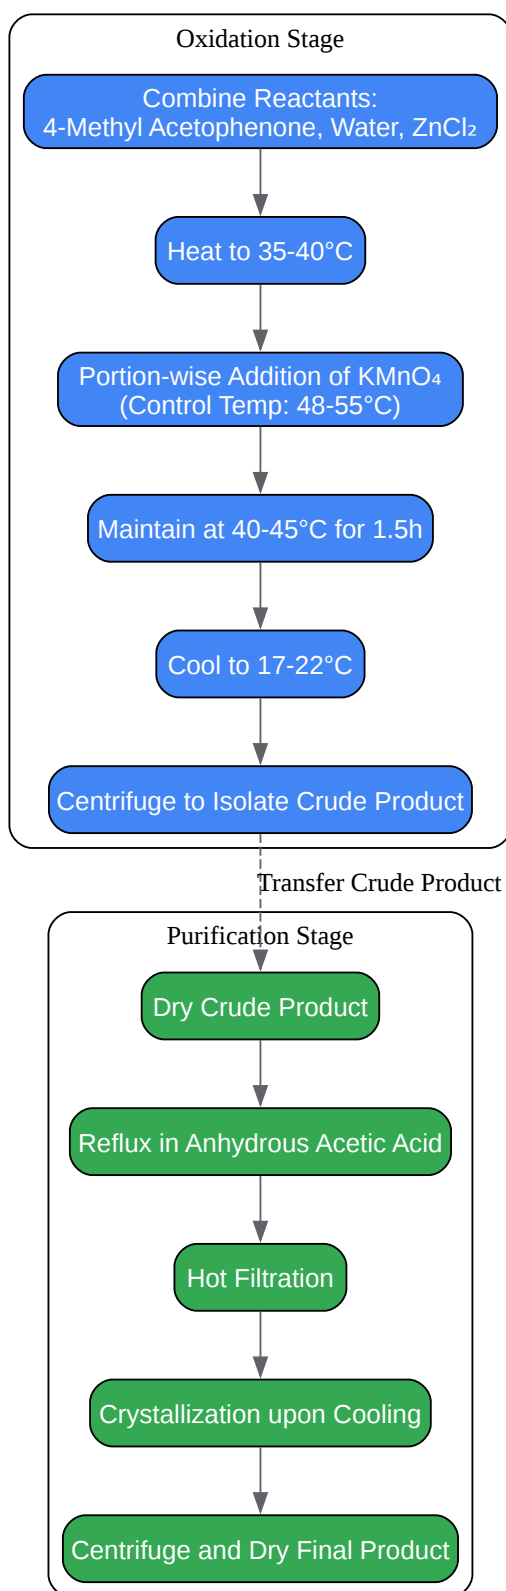 Oxidation Stage
Combine Reactants:
4-Methyl Acetophenone, Water, ZnCl₂
Heat to 35-40°C
Portion-wise Addition of KMnO₄
(Control Temp: 48-55°C)
Maintain at 40-45°C for 1.5h
Cool to 17-22°C
Centrifuge to Isolate Crude Product
Transfer Crude Product
Purification Stage
Dry Crude Product
Reflux in Anhydrous Acetic Acid
Hot Filtration
Crystallization upon Cooling
Centrifuge and Dry Final Product